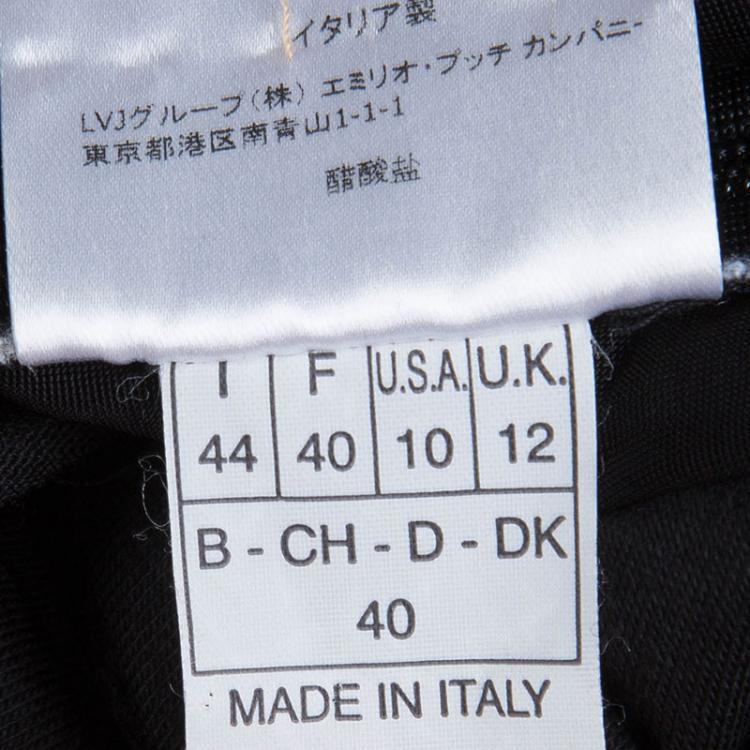 イタリア製
LVJグループ(株) エミリオ・プッチ カンパニー
東京都港区南青山1-1-1
醋酸盐
I F U.S.A. U.K.
44 40 10 12
B - CH - D - DK
40
MADE IN ITALY